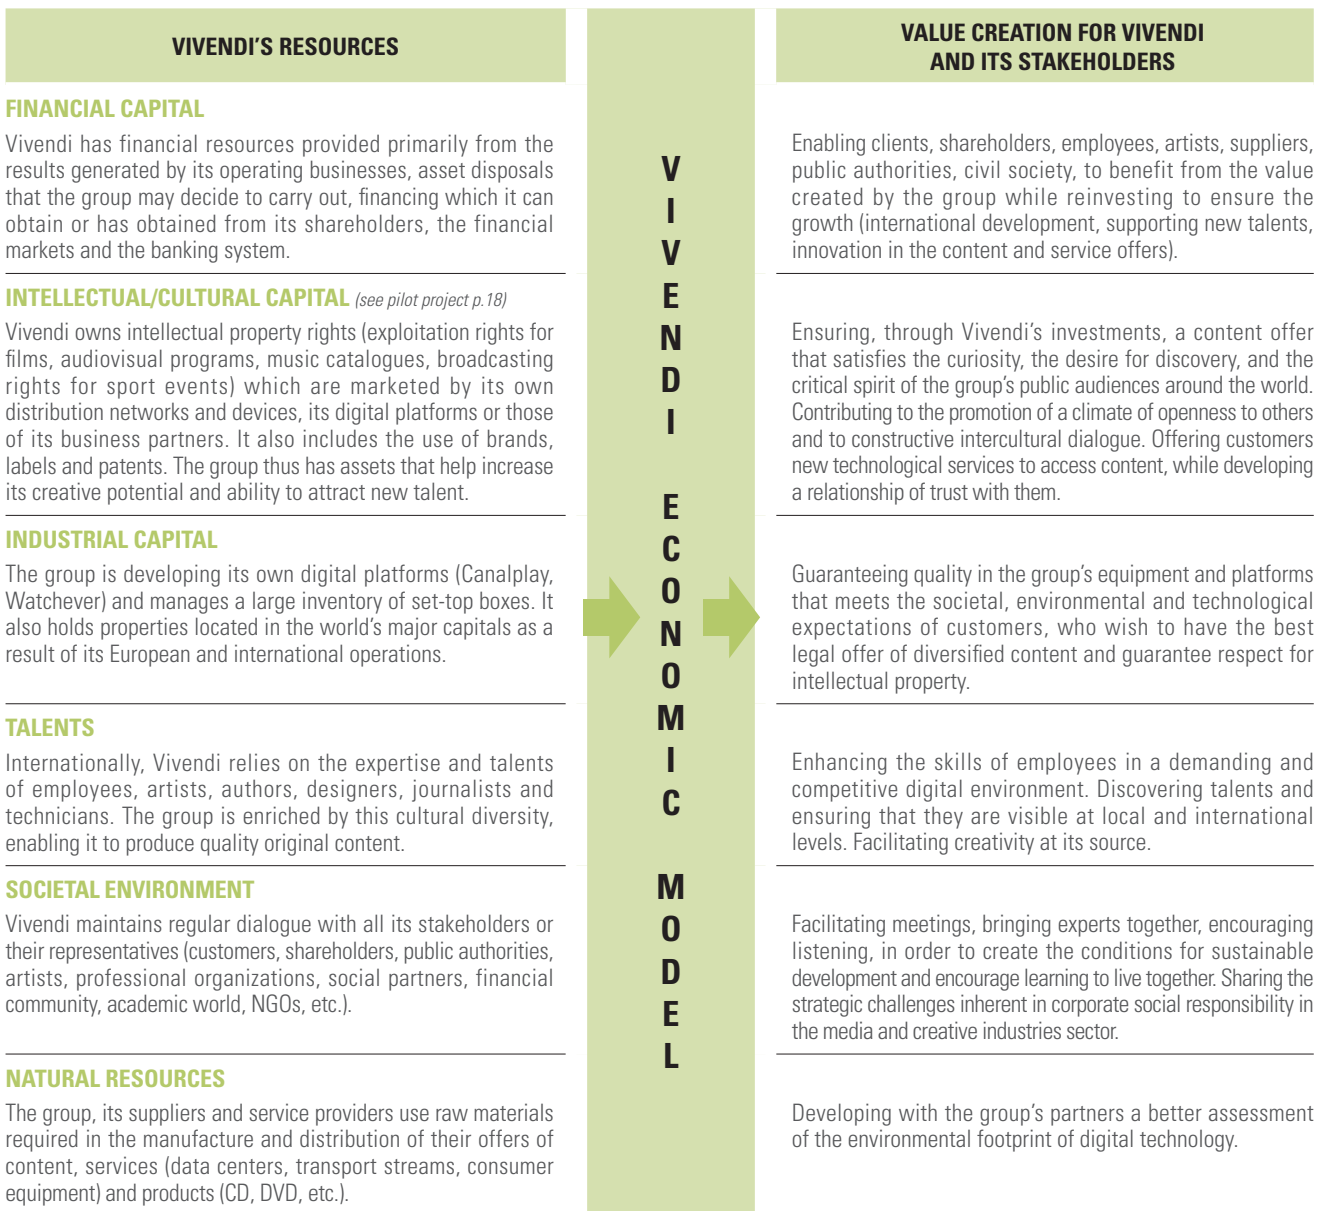 VIVENDI'S RESOURCES
VALUE CREATION FOR VIVENDI
AND ITS STAKEHOLDERS
FINANCIAL CAPITAL
Vivendi has financial resources provided primarily from the
results generated by its operating businesses, asset disposals
that the group may decide to carry out, financing which it can
obtain or has obtained from its shareholders, the financial
markets and the banking system.
Enabling clients, shareholders, employees, artists, suppliers,
public authorities, civil society, to benefit from the value
created by the group while reinvesting to ensure the
growth (international development, supporting new talents,
innovation in the content and service offers).
INTELLECTUAL/CULTURAL CAPITAL (see pilot project p.18)
Vivendi owns intellectual property rights (exploitation rights for
films, audiovisual programs, music catalogues, broadcasting
rights for sport events) which are marketed by its own
distribution networks and devices, its digital platforms or those
of its business partners. It also includes the use of brands,
labels and patents. The group thus has assets that help increase
its creative potential and ability to attract new talent.
Ensuring, through Vivendi's investments, a content offer
that satisfies the curiosity, the desire for discovery, and the
critical spirit of the group's public audiences around the world.
Contributing to the promotion of a climate of openness to others
and to constructive intercultural dialogue. Offering customers
new technological services to access content, while developing
a relationship of trust with them.
INDUSTRIAL CAPITAL
The group is developing its own digital platforms (Canalplay,
Watchever) and manages a large inventory of set-top boxes. It
also holds properties located in the world's major capitals as a
result of its European and international operations.
Guaranteeing quality in the group's equipment and platforms
that meets the societal, environmental and technological
expectations of customers, who wish to have the best
legal offer of diversified content and guarantee respect for
intellectual property.
TALENTS
Internationally, Vivendi relies on the expertise and talents
of employees, artists, authors, designers, journalists and
technicians. The group is enriched by this cultural diversity,
enabling it to produce quality original content.
Enhancing the skills of employees in a demanding and
competitive digital environment. Discovering talents and
ensuring that they are visible at local and international
levels. Facilitating creativity at its source.
SOCIETAL ENVIRONMENT
Vivendi maintains regular dialogue with all its stakeholders or
their representatives (customers, shareholders, public authorities,
artists, professional organizations, social partners, financial
community, academic world, NGOs, etc.).
Facilitating meetings, bringing experts together, encouraging
listening, in order to create the conditions for sustainable
development and encourage learning to live together. Sharing the
strategic challenges inherent in corporate social responsibility in
the media and creative industries sector.
NATURAL RESOURCES
The group, its suppliers and service providers use raw materials
required in the manufacture and distribution of their offers of
content, services (data centers, transport streams, consumer
equipment) and products (CD, DVD, etc.).
Developing with the group's partners a better assessment
of the environmental footprint of digital technology.
VIVENDI ECONOMIC MODEL